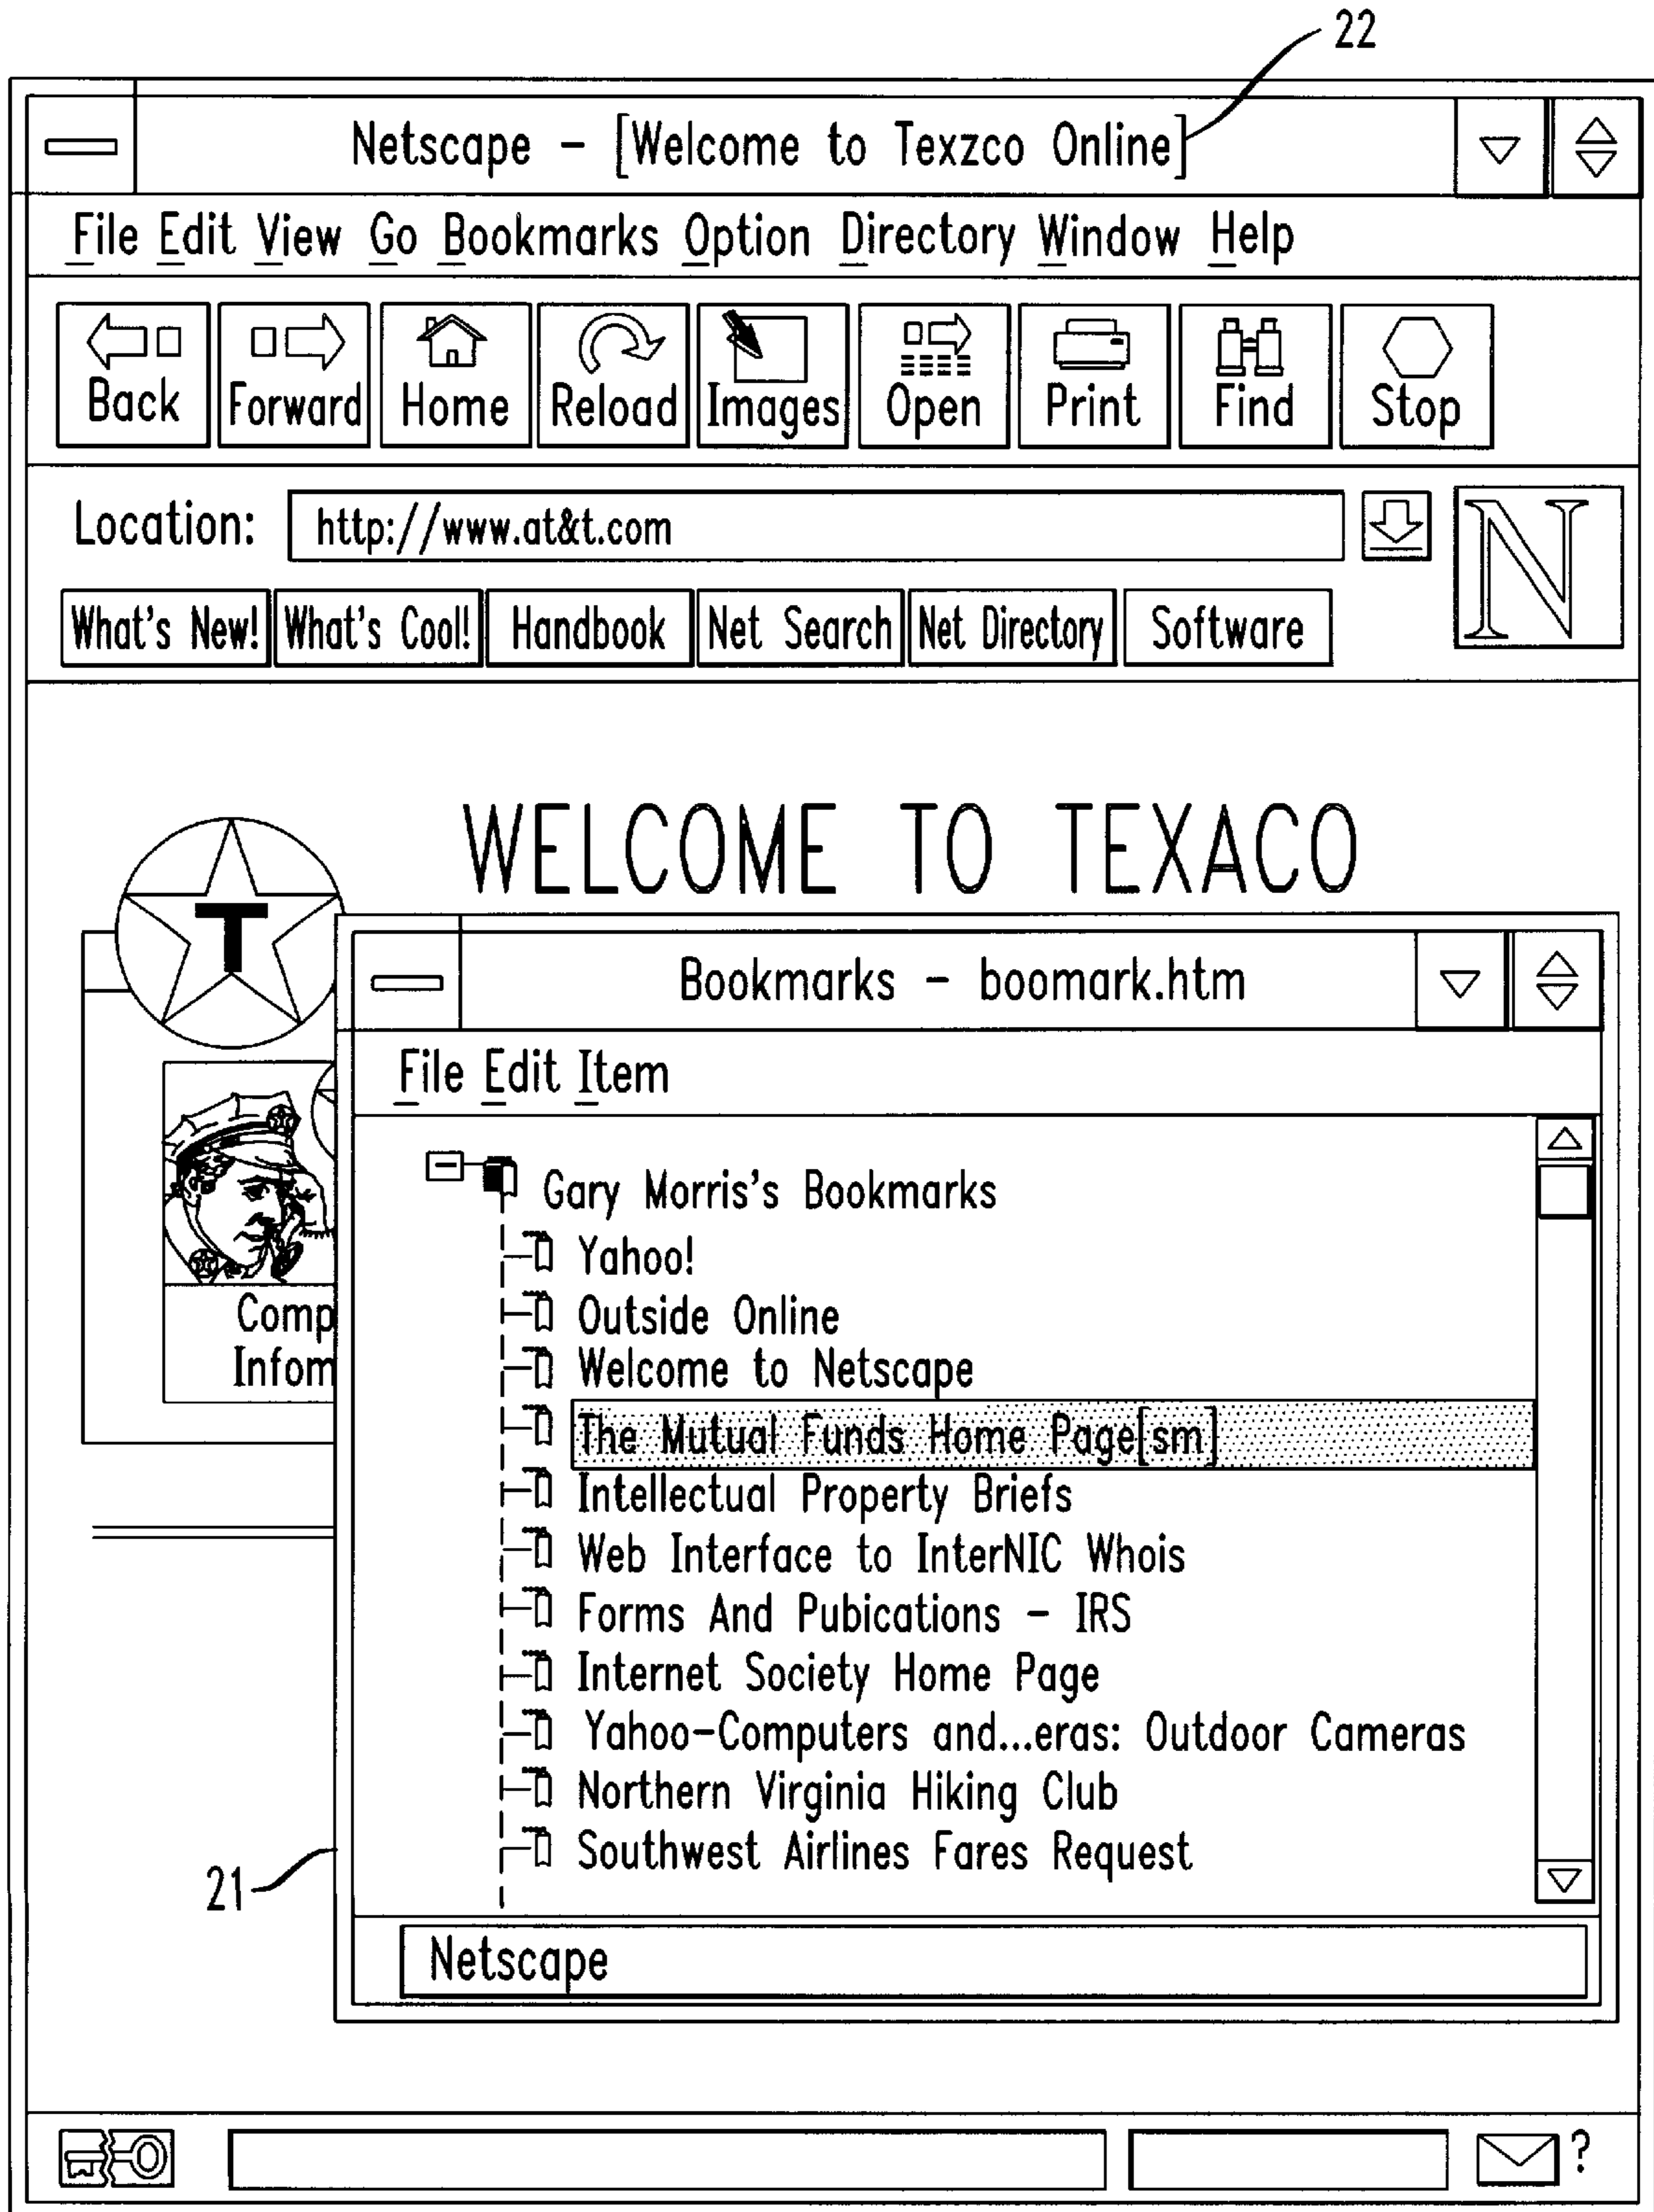 22
Netscape - [Welcome to Texzco Online]
File Edit View Go Bookmarks Option Directory Window Help
Back Forward Home Reload Images Open Print Find Stop
Location: http://www.at&t.com
N
What's New! What's Cool! Handbook Net Search Net Directory Software
WELCOME TO TEXACO
T
Bookmarks - boomark.htm
File Edit Item
Gary Morris's Bookmarks
Yahoo!
Outside Online
Comp
Welcome to Netscape
Infom
The Mutual Funds Home Page[sm]
Intellectual Property Briefs
Web Interface to InterNIC Whois
Forms And Pubications - IRS
Internet Society Home Page
Yahoo-Computers and...eras: Outdoor Cameras
Northern Virginia Hiking Club
Southwest Airlines Fares Request
21
Netscape
?